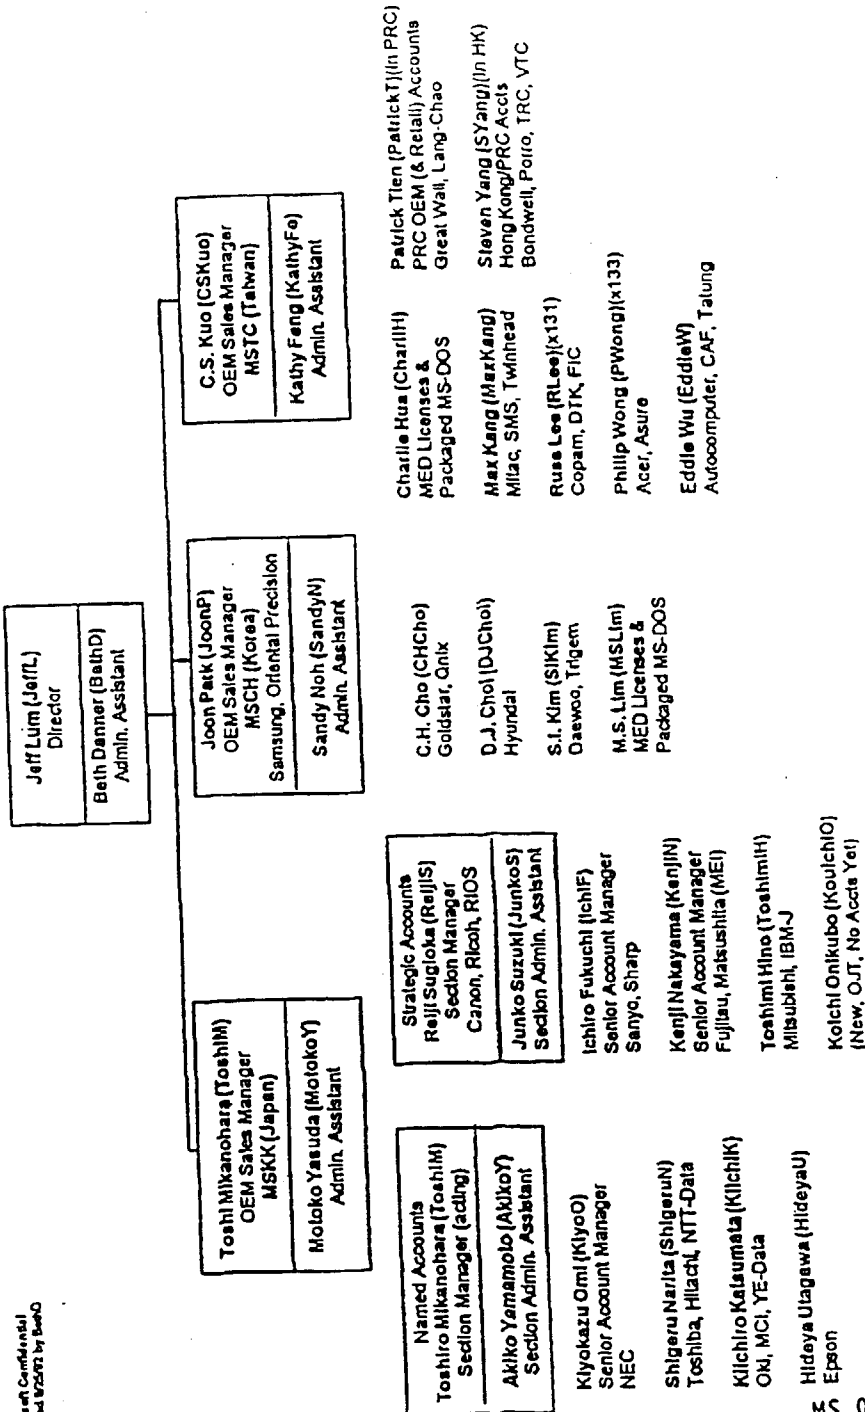 Jeff Lum (JeffL)
Director
Beth Danner (BethD)
Admin. Assistant
Toshi Mikanohara (ToshiM)
OEM Sales Manager
MSKK (Japan)
Motoko Yasuda (MotokoY)
Admin. Assistant
Named Accounts
Toshiro Mikanohara (ToshiM)
Section Manager (acting)
Akiko Yamamoto (AkikoY)
Section Admin. Assistant
Kiyokazu Omi (KiyoO)
Senior Account Manager
NEC
Shigeru Narita (ShigeruN)
Toshiba, Hitachi, NTT-Data
Kiichiro Katsumata (KiichiK)
Oki, MCI, YE-Data
Hideya Utagawa (HideyaU)
Epson
Strategic Accounts
Reiji Sugioka (ReijiS)
Section Manager
Canon, Ricoh, RIOS
Junko Suzuki (JunkoS)
Section Admin. Assistant
Ichiro Fukuchi (IchiF)
Senior Account Manager
Sanyo, Sharp
Kenji Nakayama (KenjiN)
Senior Account Manager
Fujitsu, Matsushita (MEI)
Toshimi Hino (ToshimiH)
Mitsubishi, IBM-J
Koichi Onikubo (KouichiO)
(New, OJT, No Accts Yet)
Joon Park (JoonP)
OEM Sales Manager
MSCH (Korea)
Samsung, Oriental Precision
Sandy Noh (SandyN)
Admin. Assistant
C.H. Cho (CHCho)
Goldstar, Qnix
D.J. Choi (DJChoi)
Hyundai
S.I. Kim (SIKim)
Daewoo, Trigem
M.S. Lim (MSLim)
MED Licenses &
Packaged MS-DOS
C.S. Kuo (CSKuo)
OEM Sales Manager
MSTC (Taiwan)
Kathy Feng (KathyFe)
Admin. Assistant
Charlie Hua (CharliH)
MED Licenses &
Packaged MS-DOS
Max Kang (MaxKang)
Mitac, SMS, Twinhead
Russ Lee (RLee)(x131)
Copam, DTK, FIC
Philip Wong (PWong)(x133)
Acer, Asure
Eddie Wu (EddieW)
Autocomputer, CAF, Tatung
Patrick Tien (PatrickT)(in PRC)
PRC OEM (& Retail) Accounts
Great Wall, Lang-Chao
Steven Yang (SYang)(in HK)
Hong Kong/PRC Accts
Bondwell, Porro, TRC, VTC
Confidential
by BethD
MS